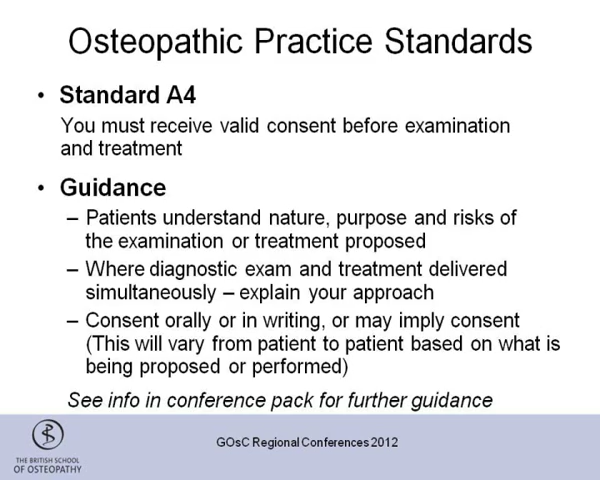 Osteopathic Practice Standards
• Standard A4
You must receive valid consent before examination
and treatment
• Guidance
– Patients understand nature, purpose and risks of
the examination or treatment proposed
– Where diagnostic exam and treatment delivered
simultaneously – explain your approach
– Consent orally or in writing, or may imply consent
(This will vary from patient to patient based on what is
being proposed or performed)
See info in conference pack for further guidance
GOsC Regional Conferences 2012
THE BRITISH SCHOOL
OF OSTEOPATHY